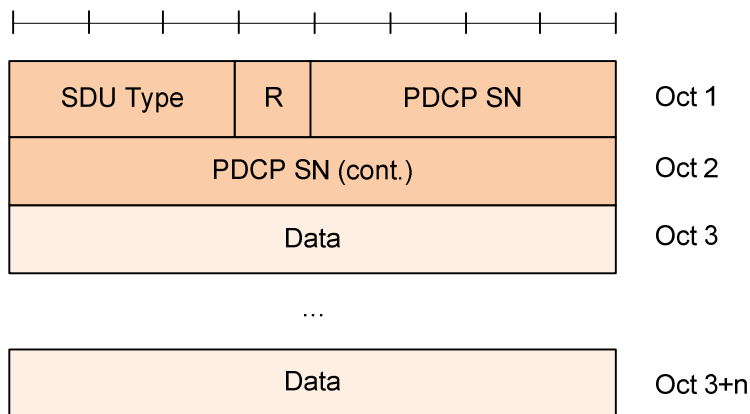 SDU Type R PDCP SN Oct 1
PDCP SN (cont.) Oct 2
Data Oct 3
...
Data Oct 3+n